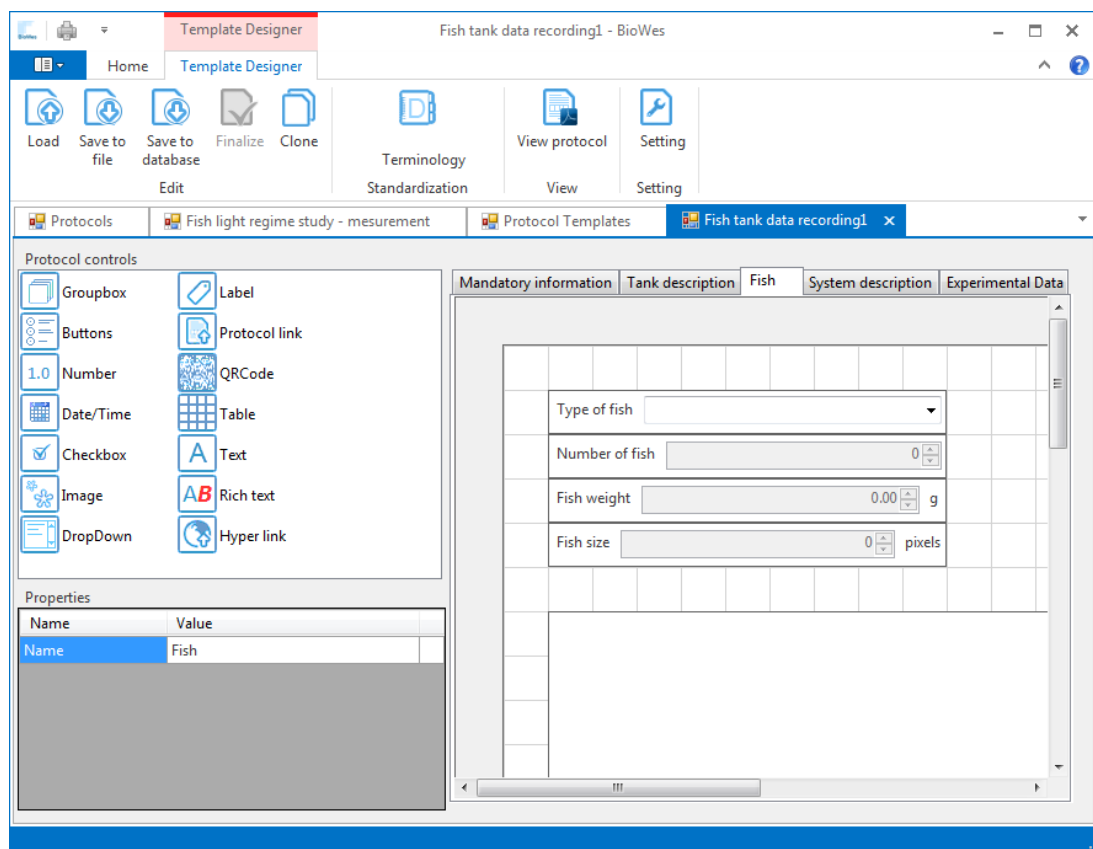 Template Designer
Fish tank data recording1 - BioWes
Home
Template Designer
Load
Save to file
Save to database
Finalize
Clone
Terminology
View protocol
Setting
Edit
Standardization
View
Setting
Protocols
Fish light regime study - mesurement
Protocol Templates
Fish tank data recording1
Protocol controls
Groupbox
Label
Buttons
Protocol link
1.0 Number
QRCode
Date/Time
Table
Checkbox
A Text
Image
AB Rich text
DropDown
Hyper link
Properties
Name Value
Name Fish
Mandatory information
Tank description
Fish
System description
Experimental Data
Type of fish
Number of fish 0
Fish weight 0.00 g
Fish size 0 pixels